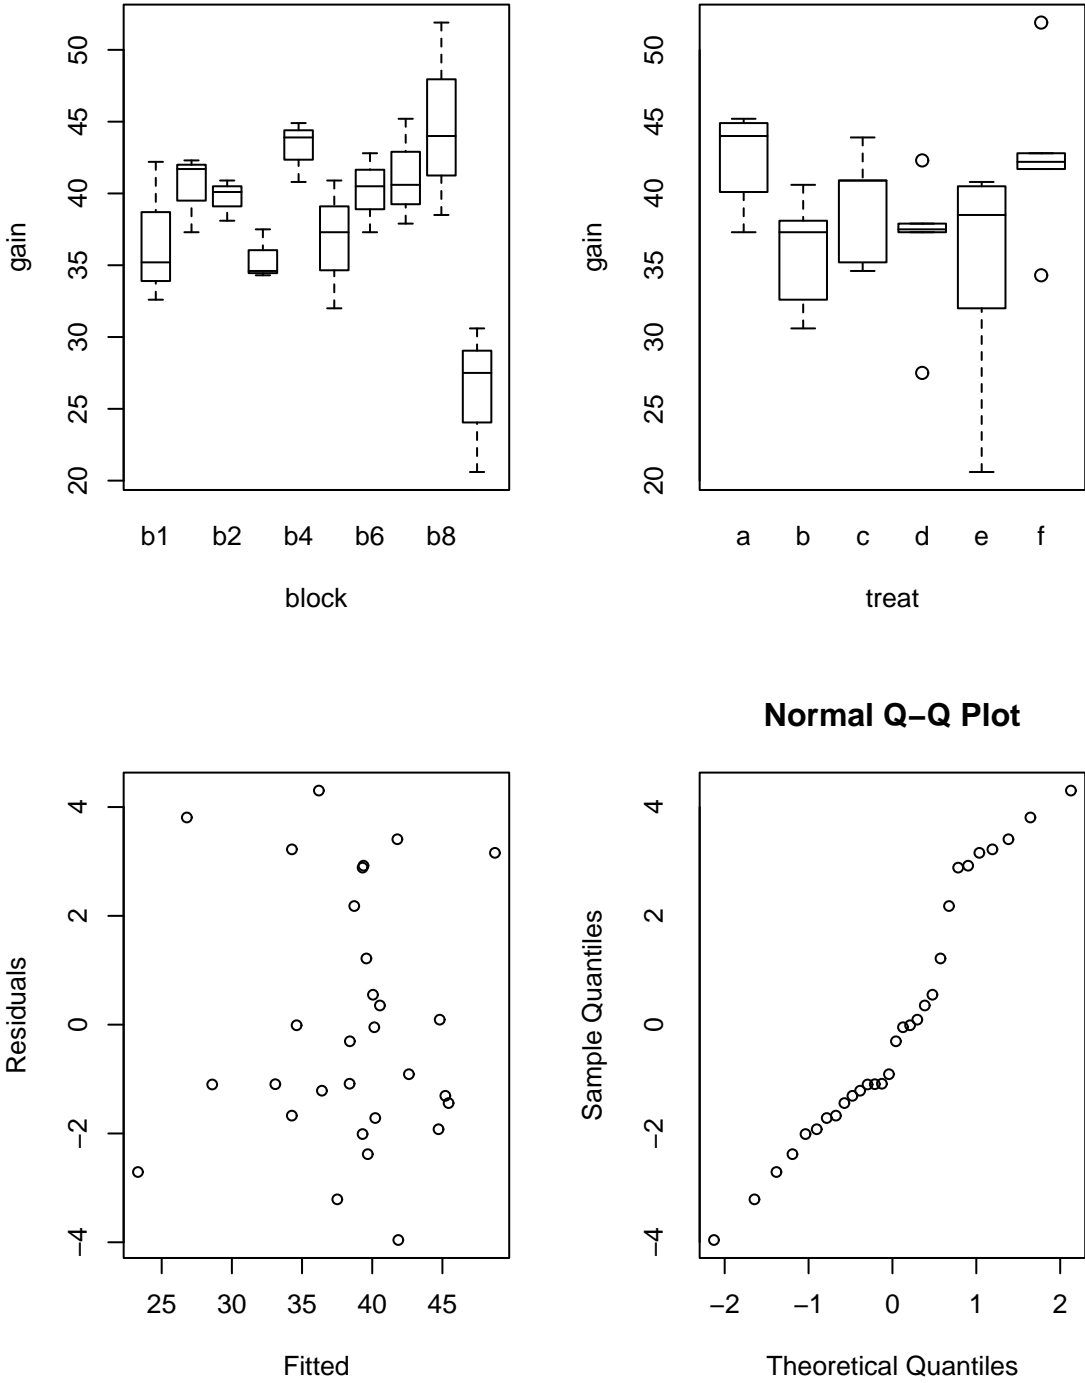 50
45
40
35
30
25
20
gain
b1 b2 b4 b6 b8
block
50
45
40
35
30
25
20
gain
a b c d e f
treat
4
2
0
−2
−4
Residuals
25 30 35 40 45
Fitted
Normal Q−Q Plot
4
2
0
−2
−4
Sample Quantiles
−2 −1 0 1 2
Theoretical Quantiles